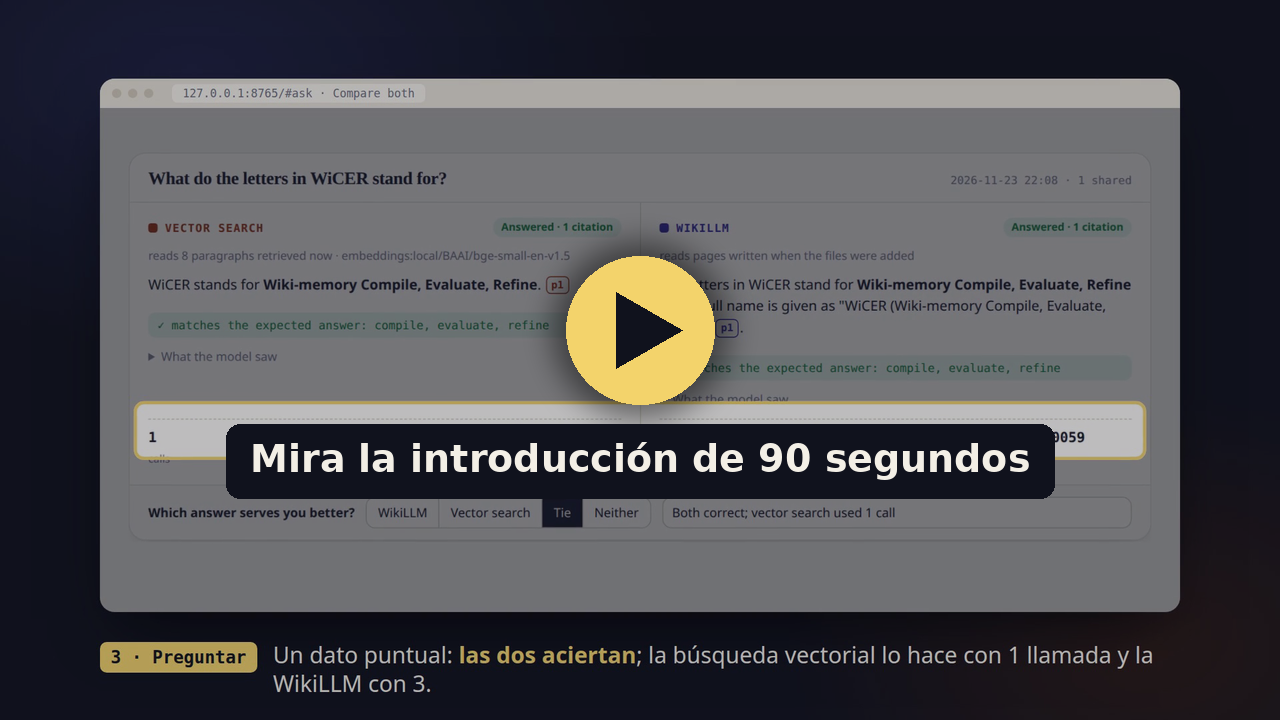 127.0.0.1:8765/#ask · Compare both
What do the letters in WiCER stand for?
2026-11-23 22:08 · 1 shared
VECTOR SEARCH
Answered · 1 citation
reads 8 paragraphs retrieved now · embeddings:local/BAAI/bge-small-en-v1.5
WiCER stands for Wiki-memory Compile, Evaluate, Refine. p1
✓ matches the expected answer: compile, evaluate, refine
▶ What the model saw
1
calls
WIKILLM
Answered · 1 citation
reads pages written when the files were added
in WiCER stand for Wiki-memory Compile, Evaluate, Refine
name is given as "WiCER (Wiki-memory Compile, Evaluate,
p1.
the expected answer: compile, evaluate, refine
What the model saw
0059
Mira la introducción de 90 segundos
Which answer serves you better?
WikiLLM Vector search Tie Neither
Both correct; vector search used 1 call
3 · Preguntar
Un dato puntual: las dos aciertan; la búsqueda vectorial lo hace con 1 llamada y la
WikiLLM con 3.